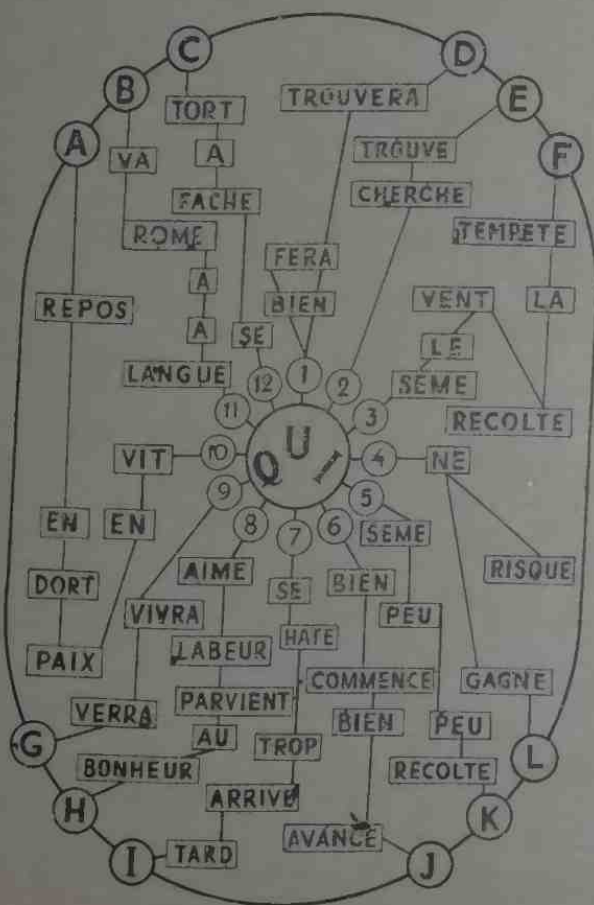 C
D
B
E
A
F
TORT
TROUVERA
VA
A
TROUVE
FACHE
CHERCHE
ROME
TEMPETE
FERA
A
REPOS
BIEN
VENT
LA
A
SE
LE
LANGUE
12
1
2
SEME
11
3
RECOLTE
QUI
VIT
10
4
NE
9
5
8
7
6
SEME
EN
EN
AIME
SE
BIEN
RISQUE
DORT
VIVRA
PEU
HATE
LABEUR
PAIX
COMMENCE
GAGNE
PARVIENT
VERRA
BIEN
PEU
AU
TROP
G
L
BONHEUR
RECOLTE
H
ARRIVE
K
AVANCE
I
TARD
J